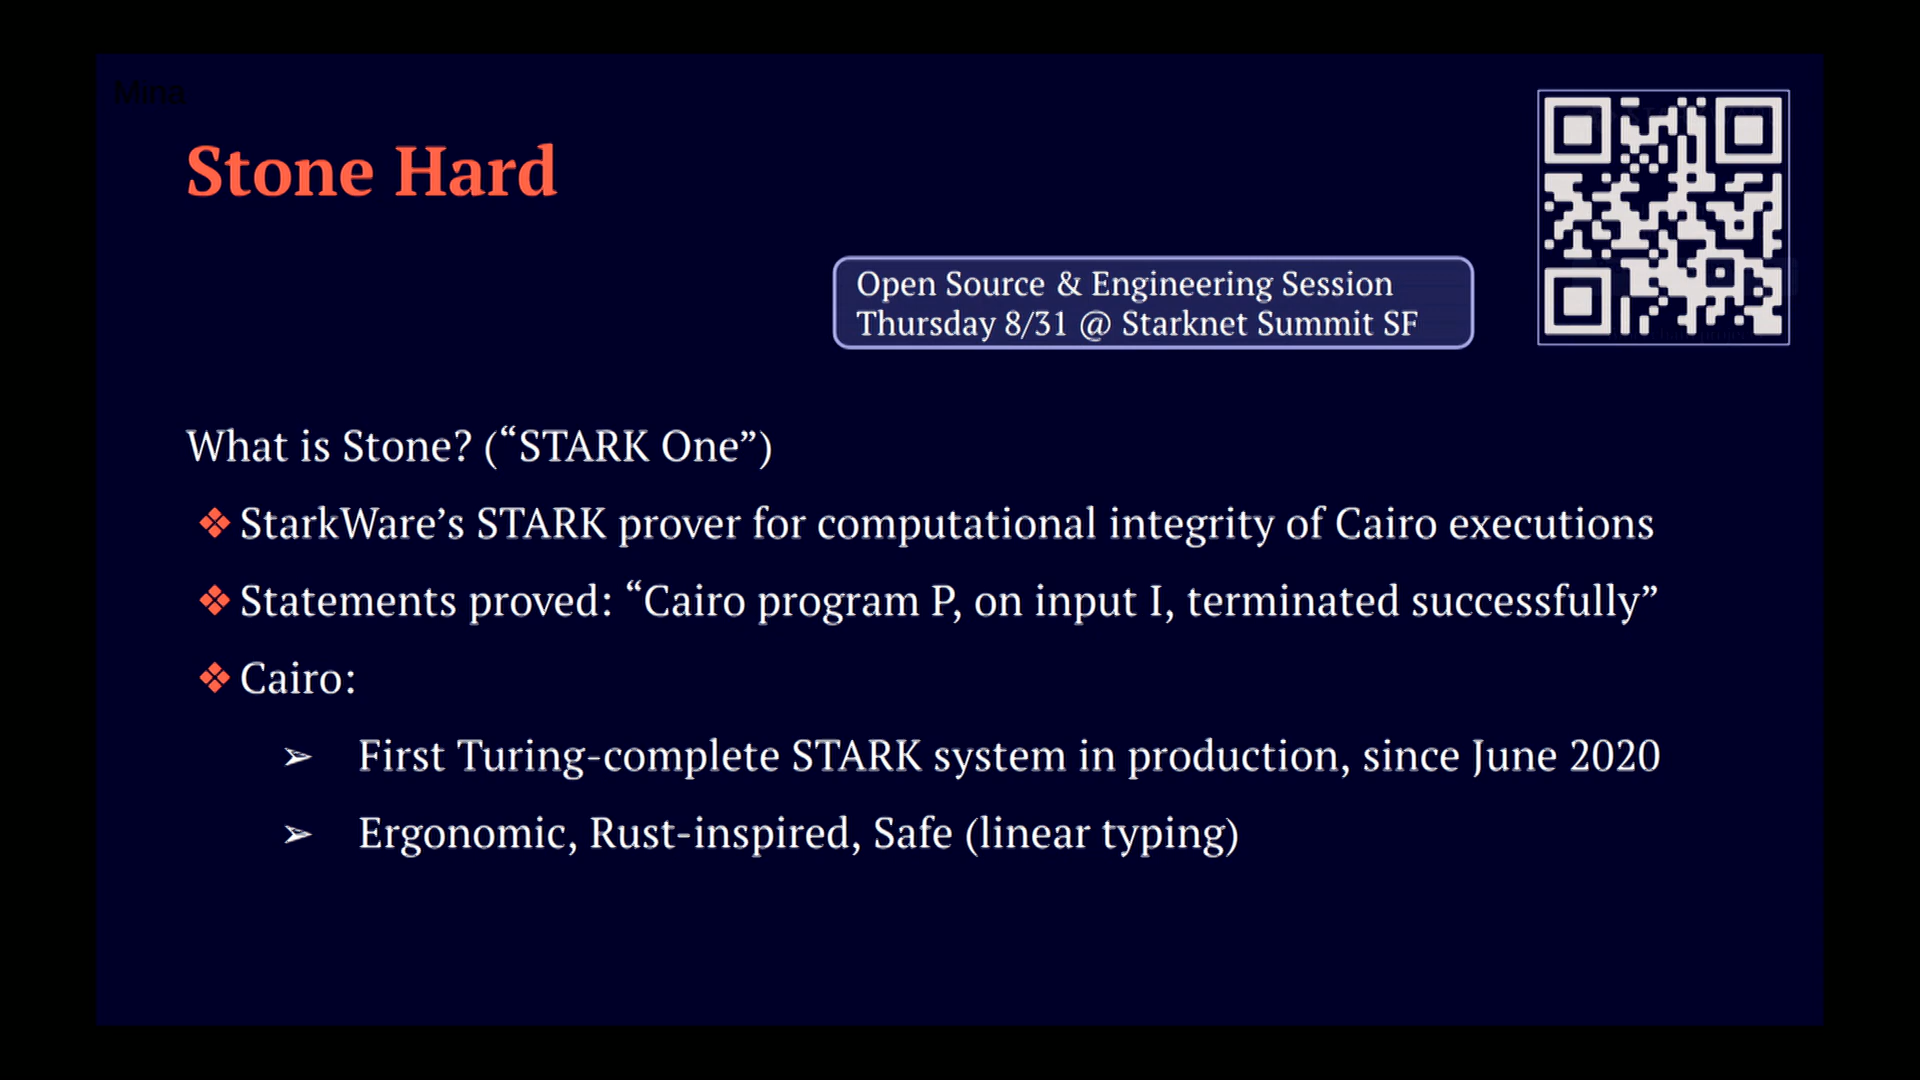 Mina
Stone Hard
Open Source & Engineering Session
Thursday 8/31 @ Starknet Summit SF
What is Stone? (“STARK One”)
❖ StarkWare’s STARK prover for computational integrity of Cairo executions
❖ Statements proved: “Cairo program P, on input I, terminated successfully”
❖ Cairo:
➢ First Turing-complete STARK system in production, since June 2020
➢ Ergonomic, Rust-inspired, Safe (linear typing)